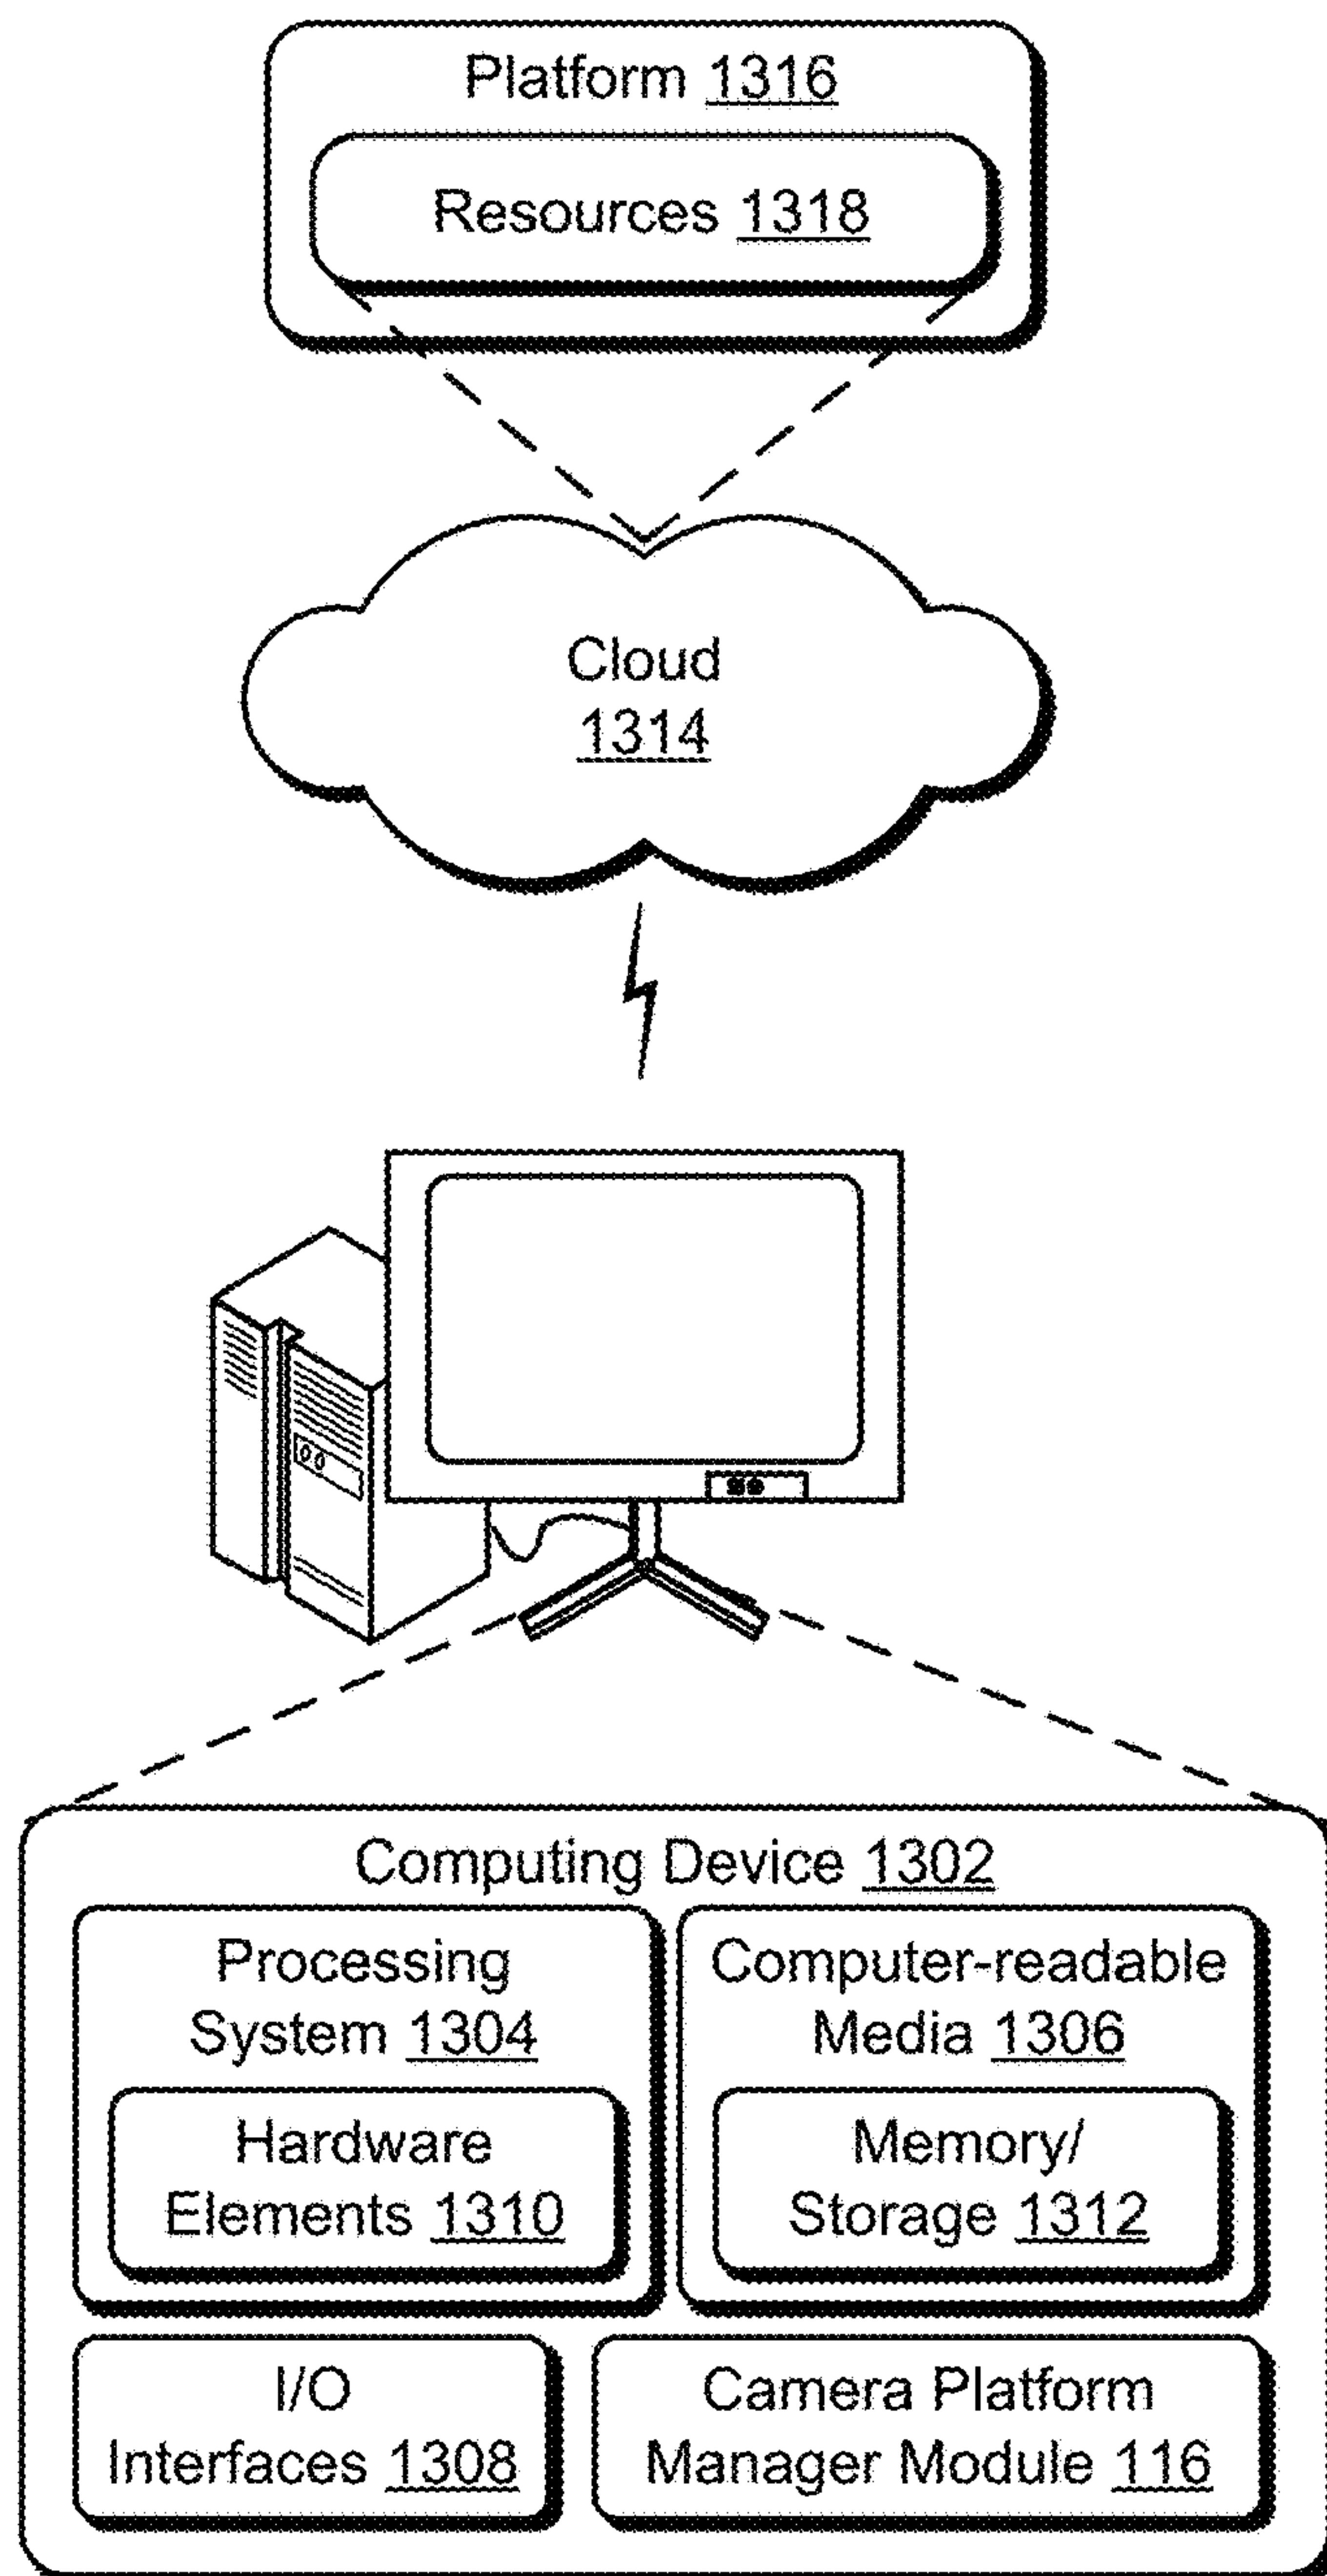 Platform 1316
Resources 1318
Cloud
1314
Computing Device 1302
Processing
System 1304
Hardware
Elements 1310
Computer-readable
Media 1306
Memory/
Storage 1312
I/O
Interfaces 1308
Camera Platform
Manager Module 116